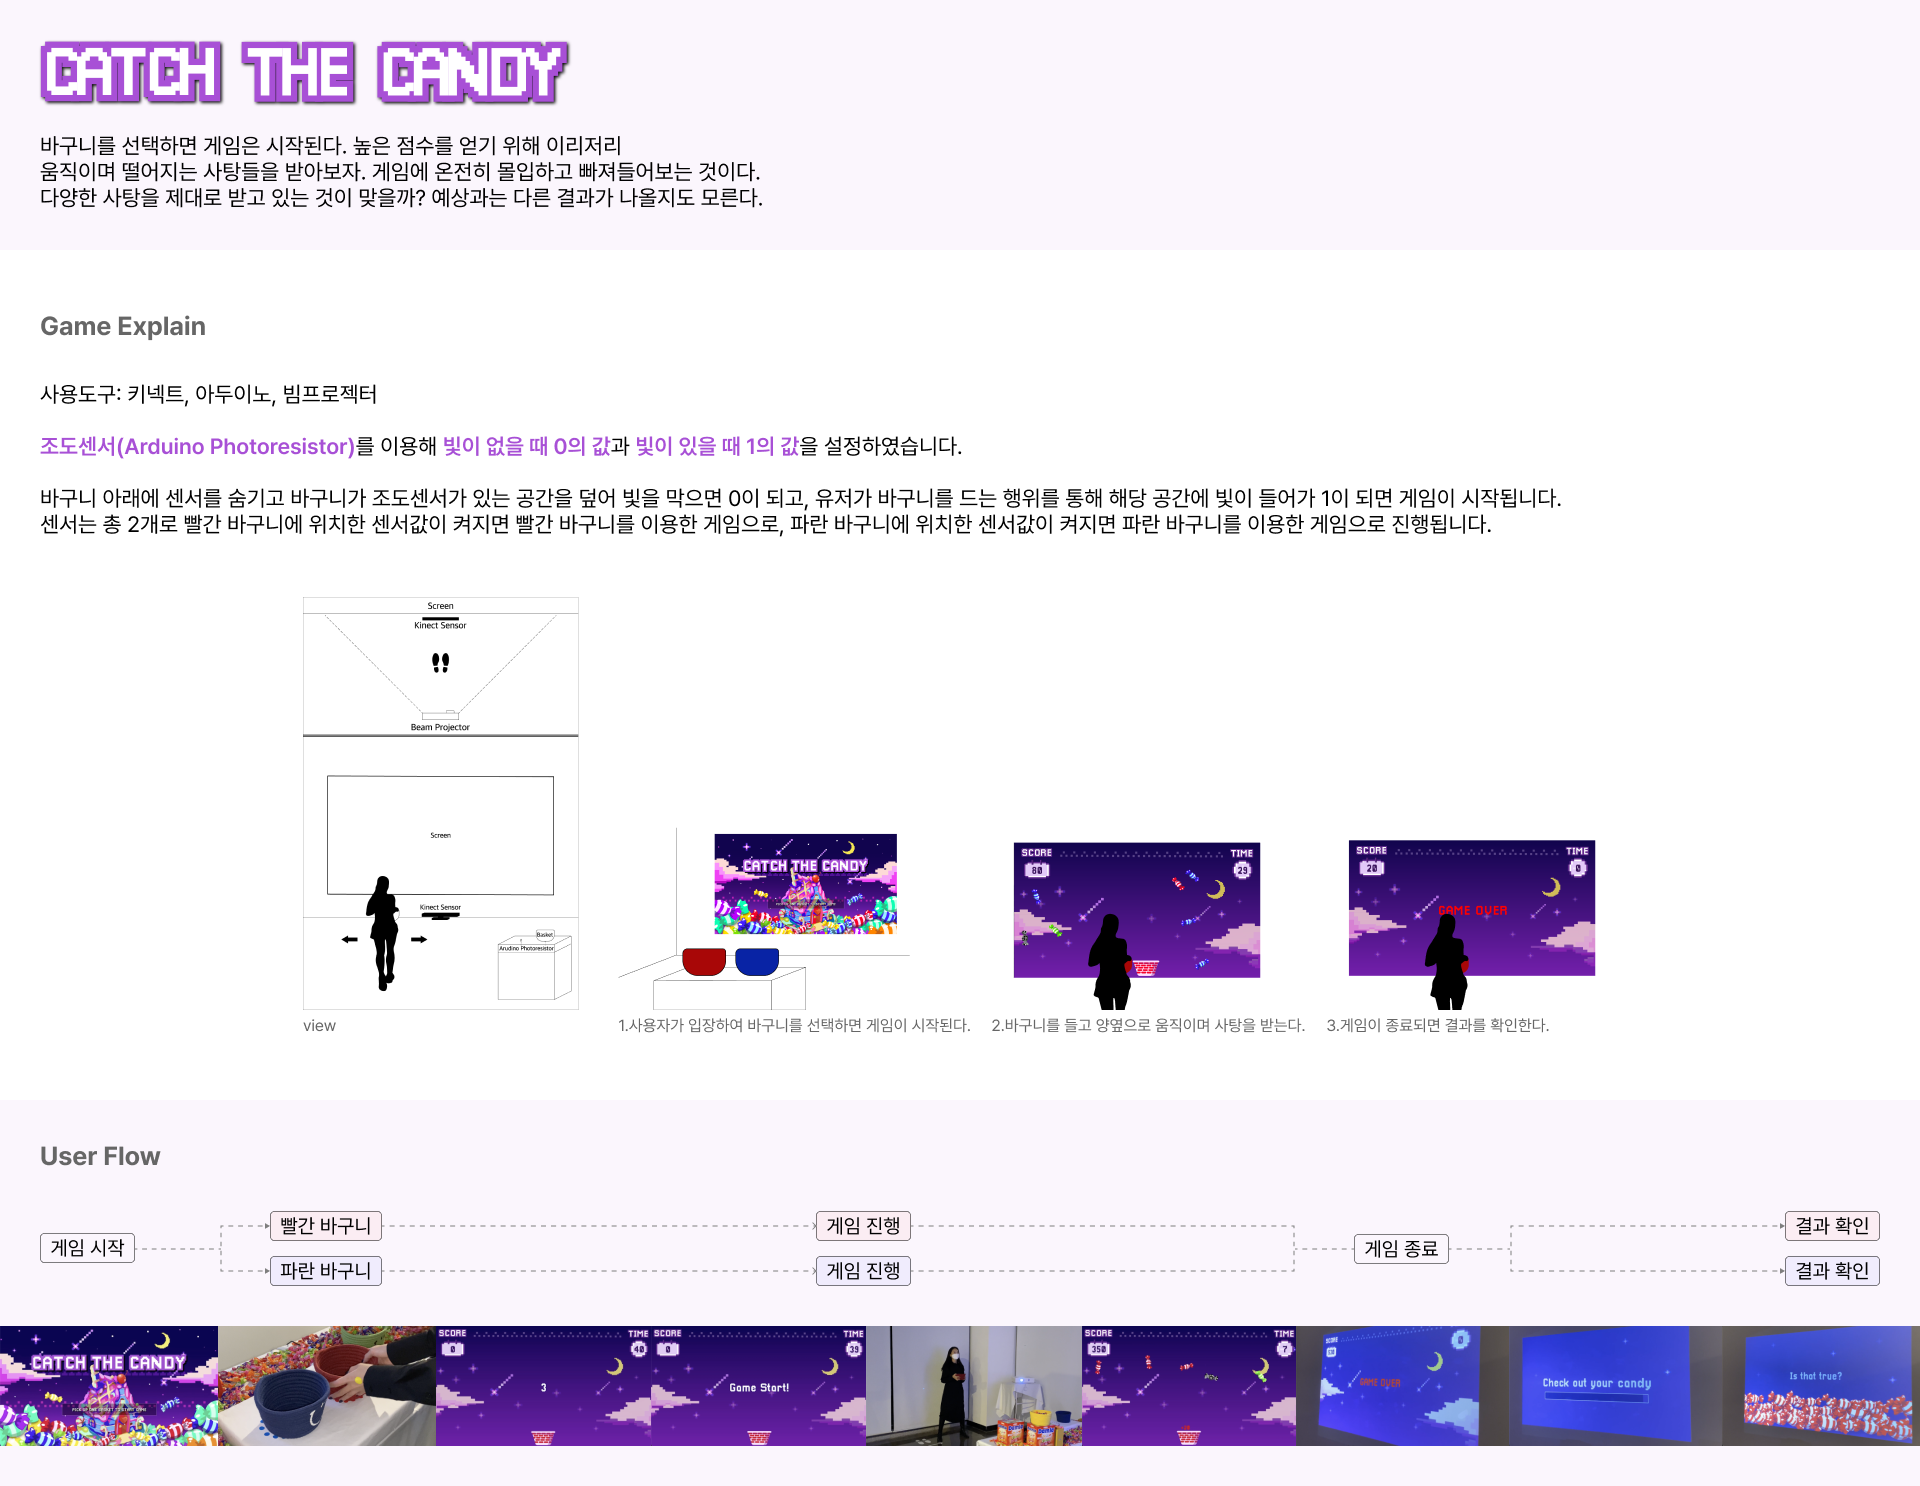 CATCH THE CANDY
바구니를 선택하면 게임은 시작된다. 높은 점수를 얻기 위해 이리저리
움직이며 떨어지는 사탕들을 받아보자. 게임에 온전히 몰입하고 빠져들어보는 것이다.
다양한 사탕을 제대로 받고 있는 것이 맞을까? 예상과는 다른 결과가 나올지도 모른다.
Game Explain
사용도구: 키넥트, 아두이노, 빔프로젝터
조도센서(Arduino Photoresistor)를 이용해 빛이 없을 때 0의 값과 빛이 있을 때 1의 값을 설정하였습니다.
바구니 아래에 센서를 숨기고 바구니가 조도센서가 있는 공간을 덮어 빛을 막으면 0이 되고, 유저가 바구니를 드는 행위를 통해 해당 공간에 빛이 들어가 1이 되면 게임이 시작됩니다.
센서는 총 2개로 빨간 바구니에 위치한 센서값이 켜지면 빨간 바구니를 이용한 게임으로, 파란 바구니에 위치한 센서값이 켜지면 파란 바구니를 이용한 게임으로 진행됩니다.
Screen
Kinect Sensor
Beam Projector
Screen
Kinect Sensor
Basket
Arudino Photoresistor
view
CATCH THE CANDY
1.사용자가 입장하여 바구니를 선택하면 게임이 시작된다.
SCORE
TIME
80
29
2.바구니를 들고 양옆으로 움직이며 사탕을 받는다.
SCORE
TIME
20
0
GAME OVER
3.게임이 종료되면 결과를 확인한다.
User Flow
게임 시작
빨간 바구니
파란 바구니
게임 진행
게임 진행
게임 종료
결과 확인
결과 확인
CATCH THE CANDY
SCORE
TIME
0
40
3
SCORE
TIME
0
39
Game Start!
SCORE
TIME
350
7
SCORE
0
GAME OVER
Check out your candy
Is that true?